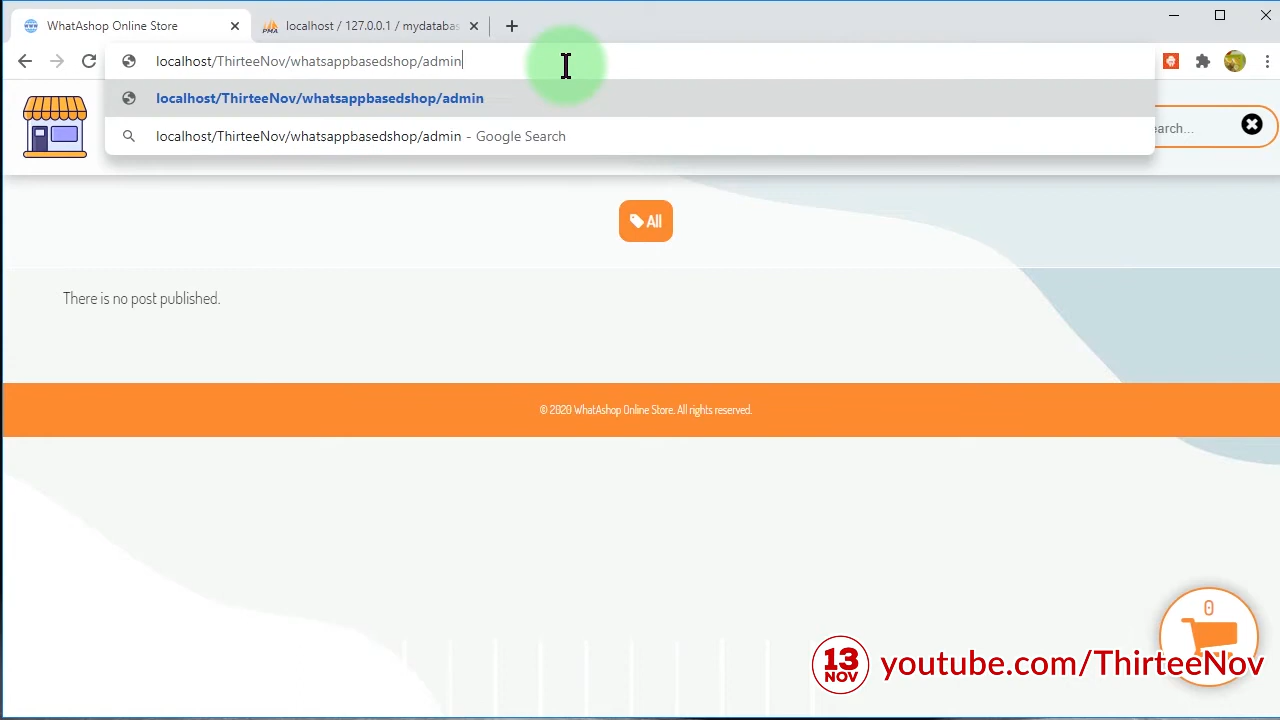 WhatAshop Online Store
localhost / 127.0.0.1 / mydatabas
PMA
localhost/ThirteeNov/whatsappbasedshop/admin
localhost/ThirteeNov/whatsappbasedshop/admin
localhost/ThirteeNov/whatsappbasedshop/admin - Google Search
earch...
All
There is no post published.
© 2020 WhatAshop Online Store. All rights reserved.
0
13
NOV
youtube.com/ThirteeNov